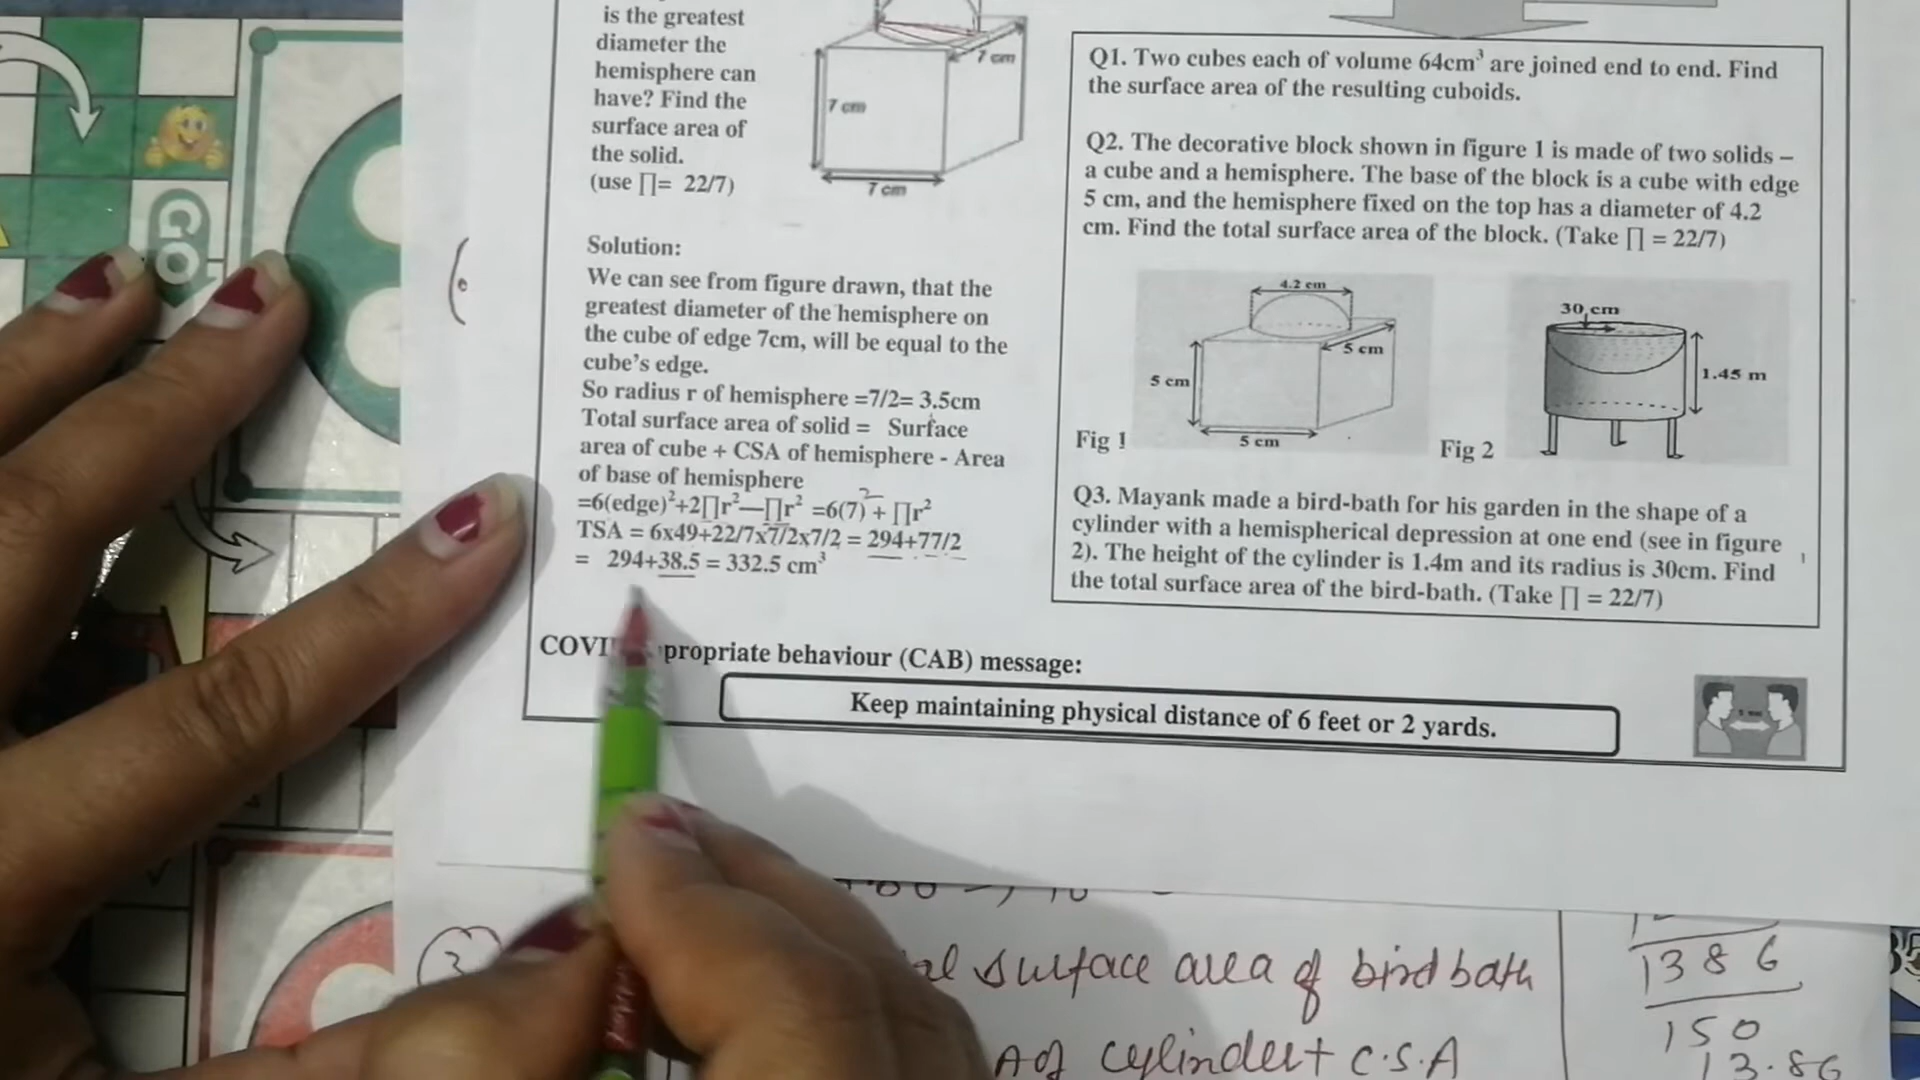 is the greatest
diameter the
hemisphere can
have? Find the
surface area of
the solid.
(use ∏= 22/7)
7 cm
7 cm
7 cm
Solution:
We can see from figure drawn, that the
greatest diameter of the hemisphere on
the cube of edge 7cm, will be equal to the
cube's edge.
So radius r of hemisphere =7/2= 3.5cm
Total surface area of solid = Surface
area of cube + CSA of hemisphere - Area
of base of hemisphere
=6(edge)²+2∏r²—∏r² =6(7)² + ∏r²
TSA = 6x49+22/7x7/2x7/2 = 294+77/2
= 294+38.5 = 332.5 cm³
Q1. Two cubes each of volume 64cm³ are joined end to end. Find
the surface area of the resulting cuboids.
Q2. The decorative block shown in figure 1 is made of two solids –
a cube and a hemisphere. The base of the block is a cube with edge
5 cm, and the hemisphere fixed on the top has a diameter of 4.2
cm. Find the total surface area of the block. (Take ∏ = 22/7)
4.2 cm
5 cm
5 cm
5 cm
Fig 1
30 cm
1.45 m
Fig 2
Q3. Mayank made a bird-bath for his garden in the shape of a
cylinder with a hemispherical depression at one end (see in figure
2). The height of the cylinder is 1.4m and its radius is 30cm. Find
the total surface area of the bird-bath. (Take ∏ = 22/7)
propriate behaviour (CAB) message:
Keep maintaining physical distance of 6 feet or 2 yards.
GO
3
surface area of bird bath
A of cylinder + C.S.A
1386
150
13.86